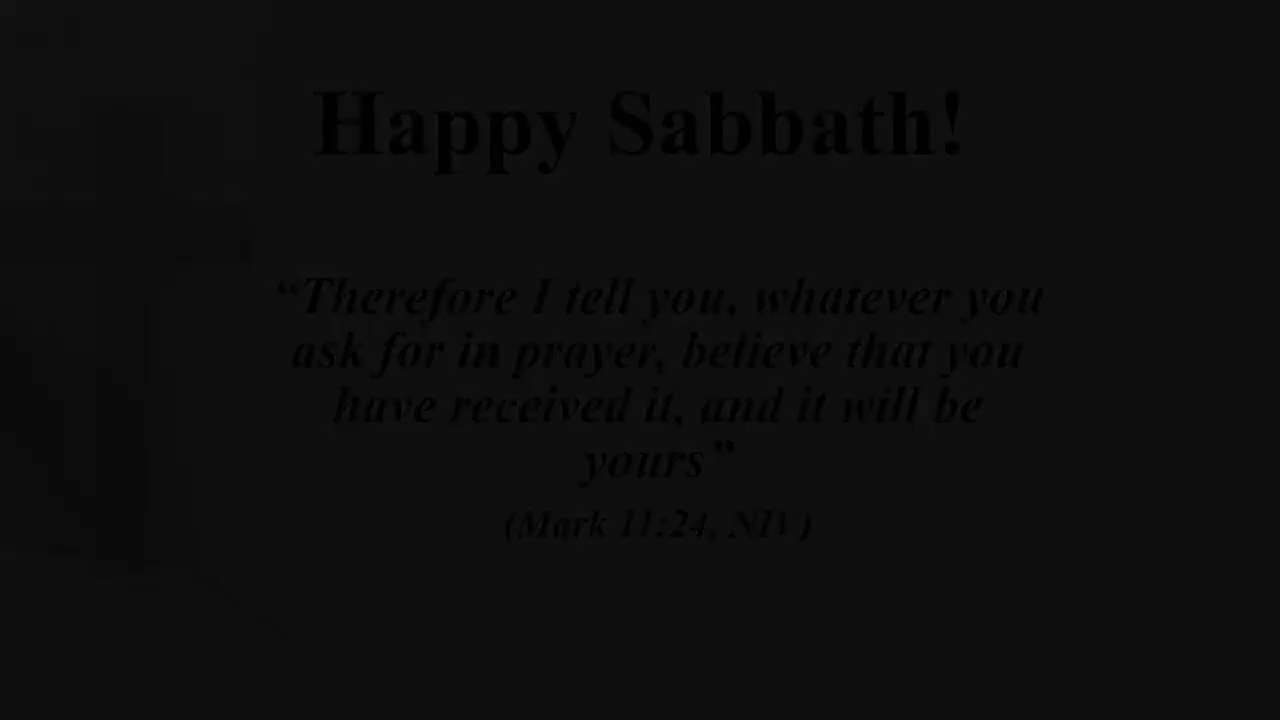 Happy Sabbath!
“Therefore I tell you, whatever you
ask for in prayer, believe that you
have received it, and it will be
yours”
(Mark 11:24, NIV)